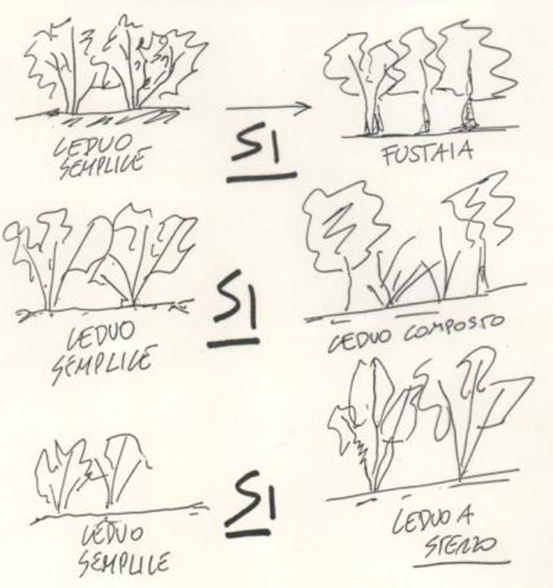 CEDUO
SEMPLICE
SI
FUSTAIA
CEDUO
SEMPLICE
SI
CEDUO COMPOSTO
CEDUO
SEMPLICE
SI
CEDUO A
STERZO